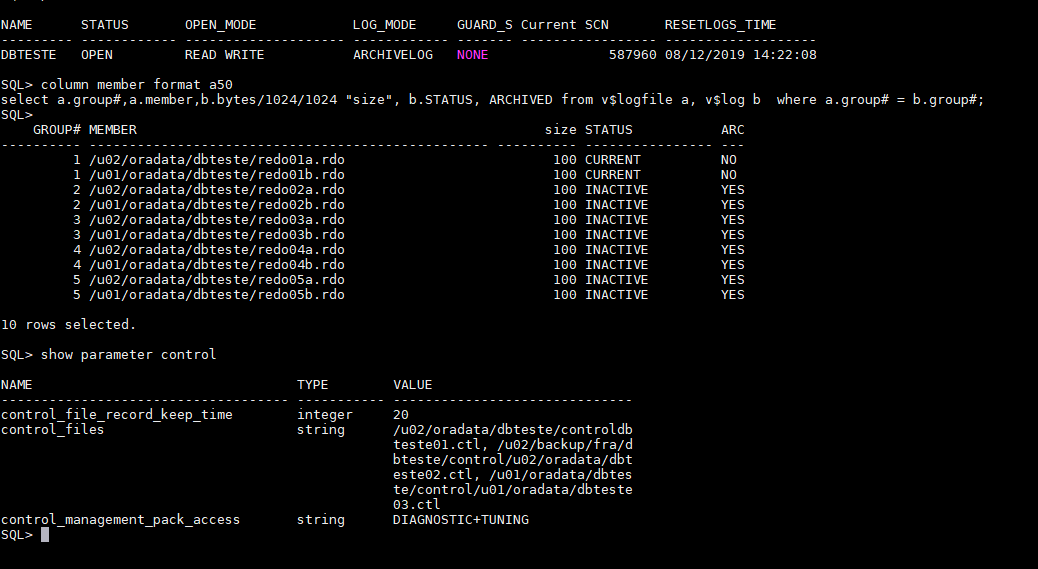 NAME      STATUS       OPEN_MODE            LOG_MODE     GUARD_S Current SCN       RESETLOGS_TIME
--------- ------------ -------------------- ------------ ------- ----------------- -------------------
DBTESTE   OPEN         READ WRITE           ARCHIVELOG   NONE               587960 08/12/2019 14:22:08
SQL> column member format a50
select a.group#,a.member,b.bytes/1024/1024 "size", b.STATUS, ARCHIVED from v$logfile a, v$log b  where a.group# = b.group#;
SQL>
    GROUP# MEMBER                                                   size STATUS           ARC
---------- -------------------------------------------------- ---------- ---------------- ---
         1 /u02/oradata/dbteste/redo01a.rdo                          100 CURRENT          NO
         1 /u01/oradata/dbteste/redo01b.rdo                          100 CURRENT          NO
         2 /u02/oradata/dbteste/redo02a.rdo                          100 INACTIVE         YES
         2 /u01/oradata/dbteste/redo02b.rdo                          100 INACTIVE         YES
         3 /u02/oradata/dbteste/redo03a.rdo                          100 INACTIVE         YES
         3 /u01/oradata/dbteste/redo03b.rdo                          100 INACTIVE         YES
         4 /u02/oradata/dbteste/redo04a.rdo                          100 INACTIVE         YES
         4 /u01/oradata/dbteste/redo04b.rdo                          100 INACTIVE         YES
         5 /u02/oradata/dbteste/redo05a.rdo                          100 INACTIVE         YES
         5 /u01/oradata/dbteste/redo05b.rdo                          100 INACTIVE         YES
10 rows selected.
SQL> show parameter control
NAME                                 TYPE        VALUE
------------------------------------ ----------- ------------------------------
control_file_record_keep_time        integer     20
control_files                        string      /u02/oradata/dbteste/controldb
                                                 teste01.ctl, /u02/backup/fra/d
                                                 bteste/control/u02/oradata/dbt
                                                 este02.ctl, /u01/oradata/dbtes
                                                 te/control/u01/oradata/dbteste
                                                 03.ctl
control_management_pack_access       string      DIAGNOSTIC+TUNING
SQL>